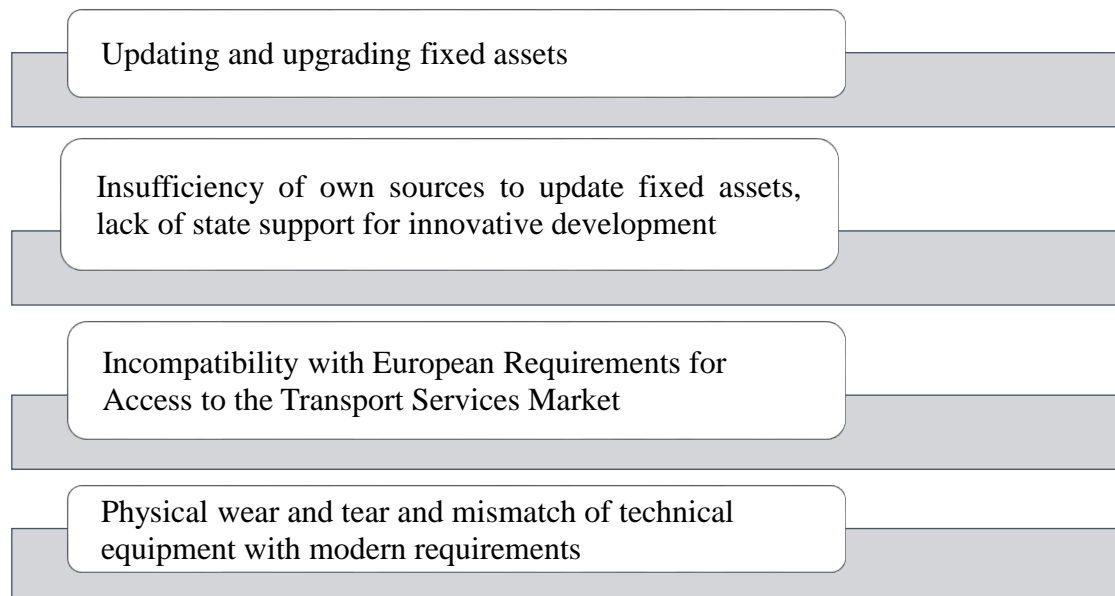 Updating and upgrading fixed assets
Insufficiency of own sources to update fixed assets,
lack of state support for innovative development
Incompatibility with European Requirements for
Access to the Transport Services Market
Physical wear and tear and mismatch of technical
equipment with modern requirements